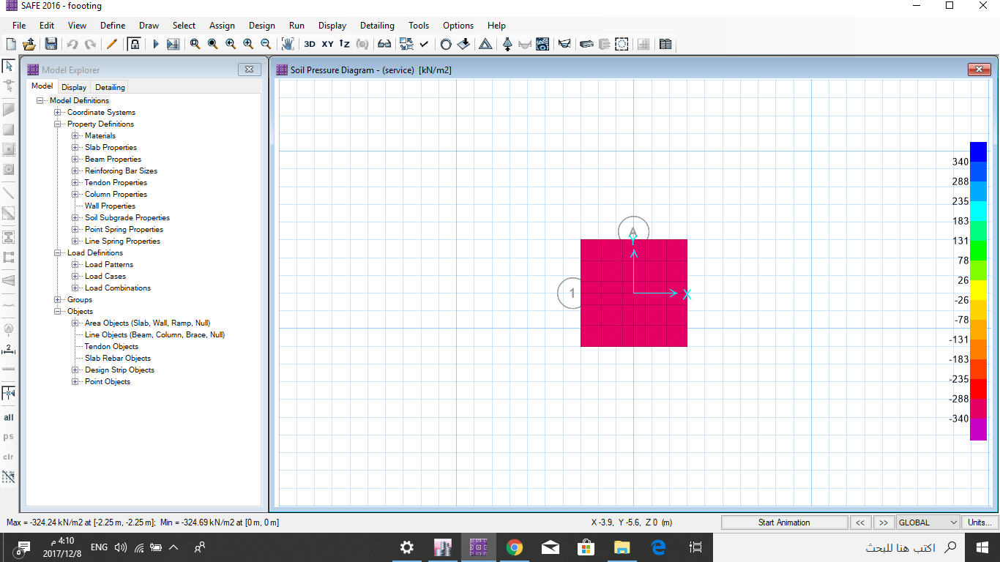 SAFE 2016 - foooting
File Edit View Define Draw Select Assign Design Run Display Detailing Tools Options Help
3D XY
Model Explorer
Model Display Detailing
Model Definitions
Coordinate Systems
Property Definitions
Materials
Slab Properties
Beam Properties
Reinforcing Bar Sizes
Tendon Properties
Column Properties
Wall Properties
Soil Subgrade Properties
Point Spring Properties
Line Spring Properties
Load Definitions
Load Patterns
Load Cases
Load Combinations
Groups
Objects
Area Objects (Slab, Wall, Ramp, Null)
Line Objects (Beam, Column, Brace, Null)
Tendon Objects
Slab Rebar Objects
Design Strip Objects
Point Objects
2
all
ps
clr
Soil Pressure Diagram - (service) [kN/m2]
A
Y
1
X
340
288
235
183
131
78
26
-26
-78
-131
-183
-235
-288
-340
Max = -324.24 kN/m2 at [-2.25 m, -2.25 m]; Min = -324.69 kN/m2 at [0 m, 0 m]
X -3.9, Y -5.6, Z 0 (m)
Start Animation << >> GLOBAL Units...
ENG
4:10 م
2017/12/8
اكتب هنا للبحث